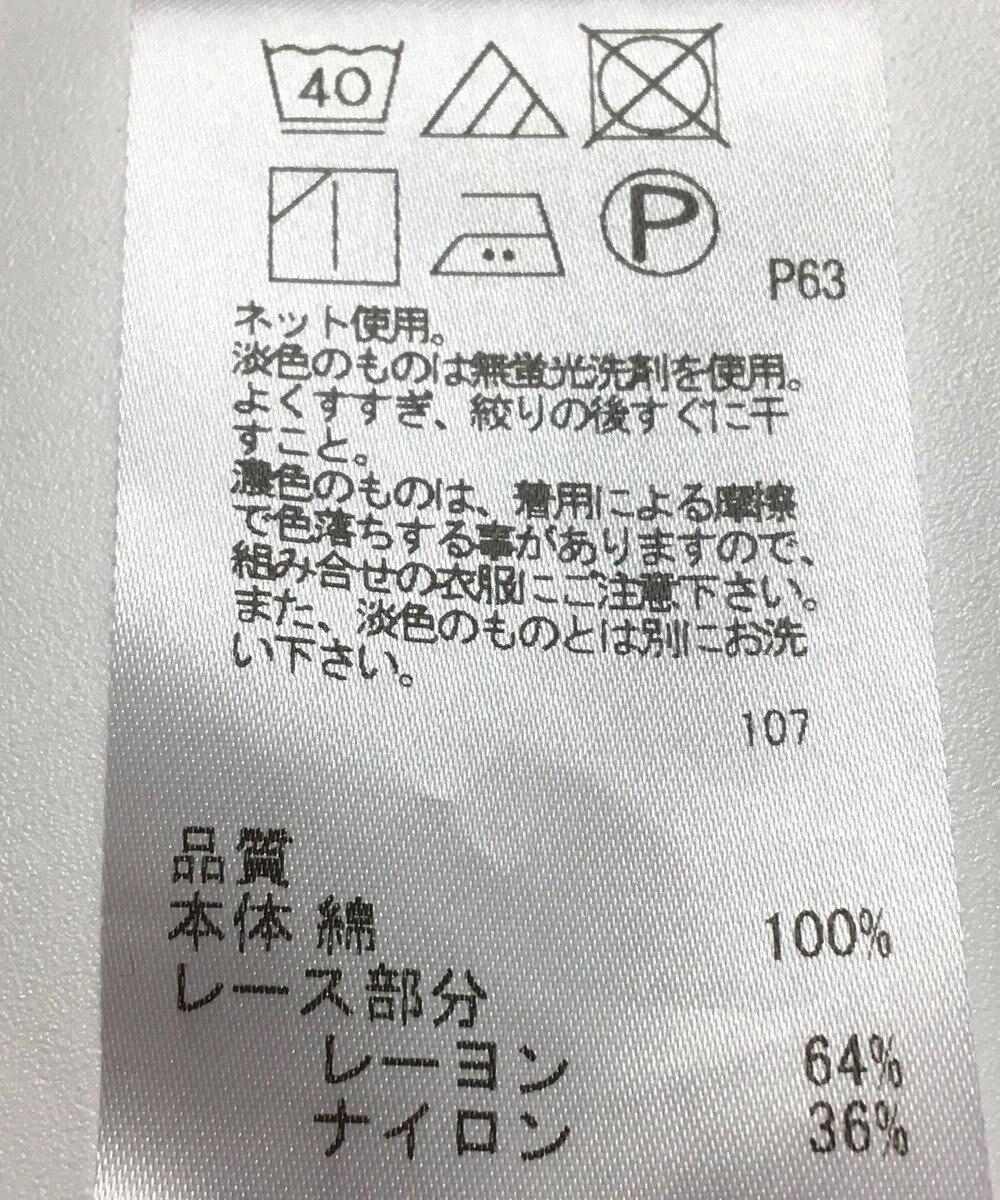 40
P
P63
ネット使用。
淡色のものは無蛍光洗剤を使用。
よくすすぎ、絞りの後すぐに干
すこと。
濃色のものは、着用による摩擦
で色落ちする事がありますので、
組み合せの衣服にご注意下さい。
また、淡色のものとは別にお洗
い下さい。
107
品質
本体 綿 100%
レース部分
レーヨン 64%
ナイロン 36%